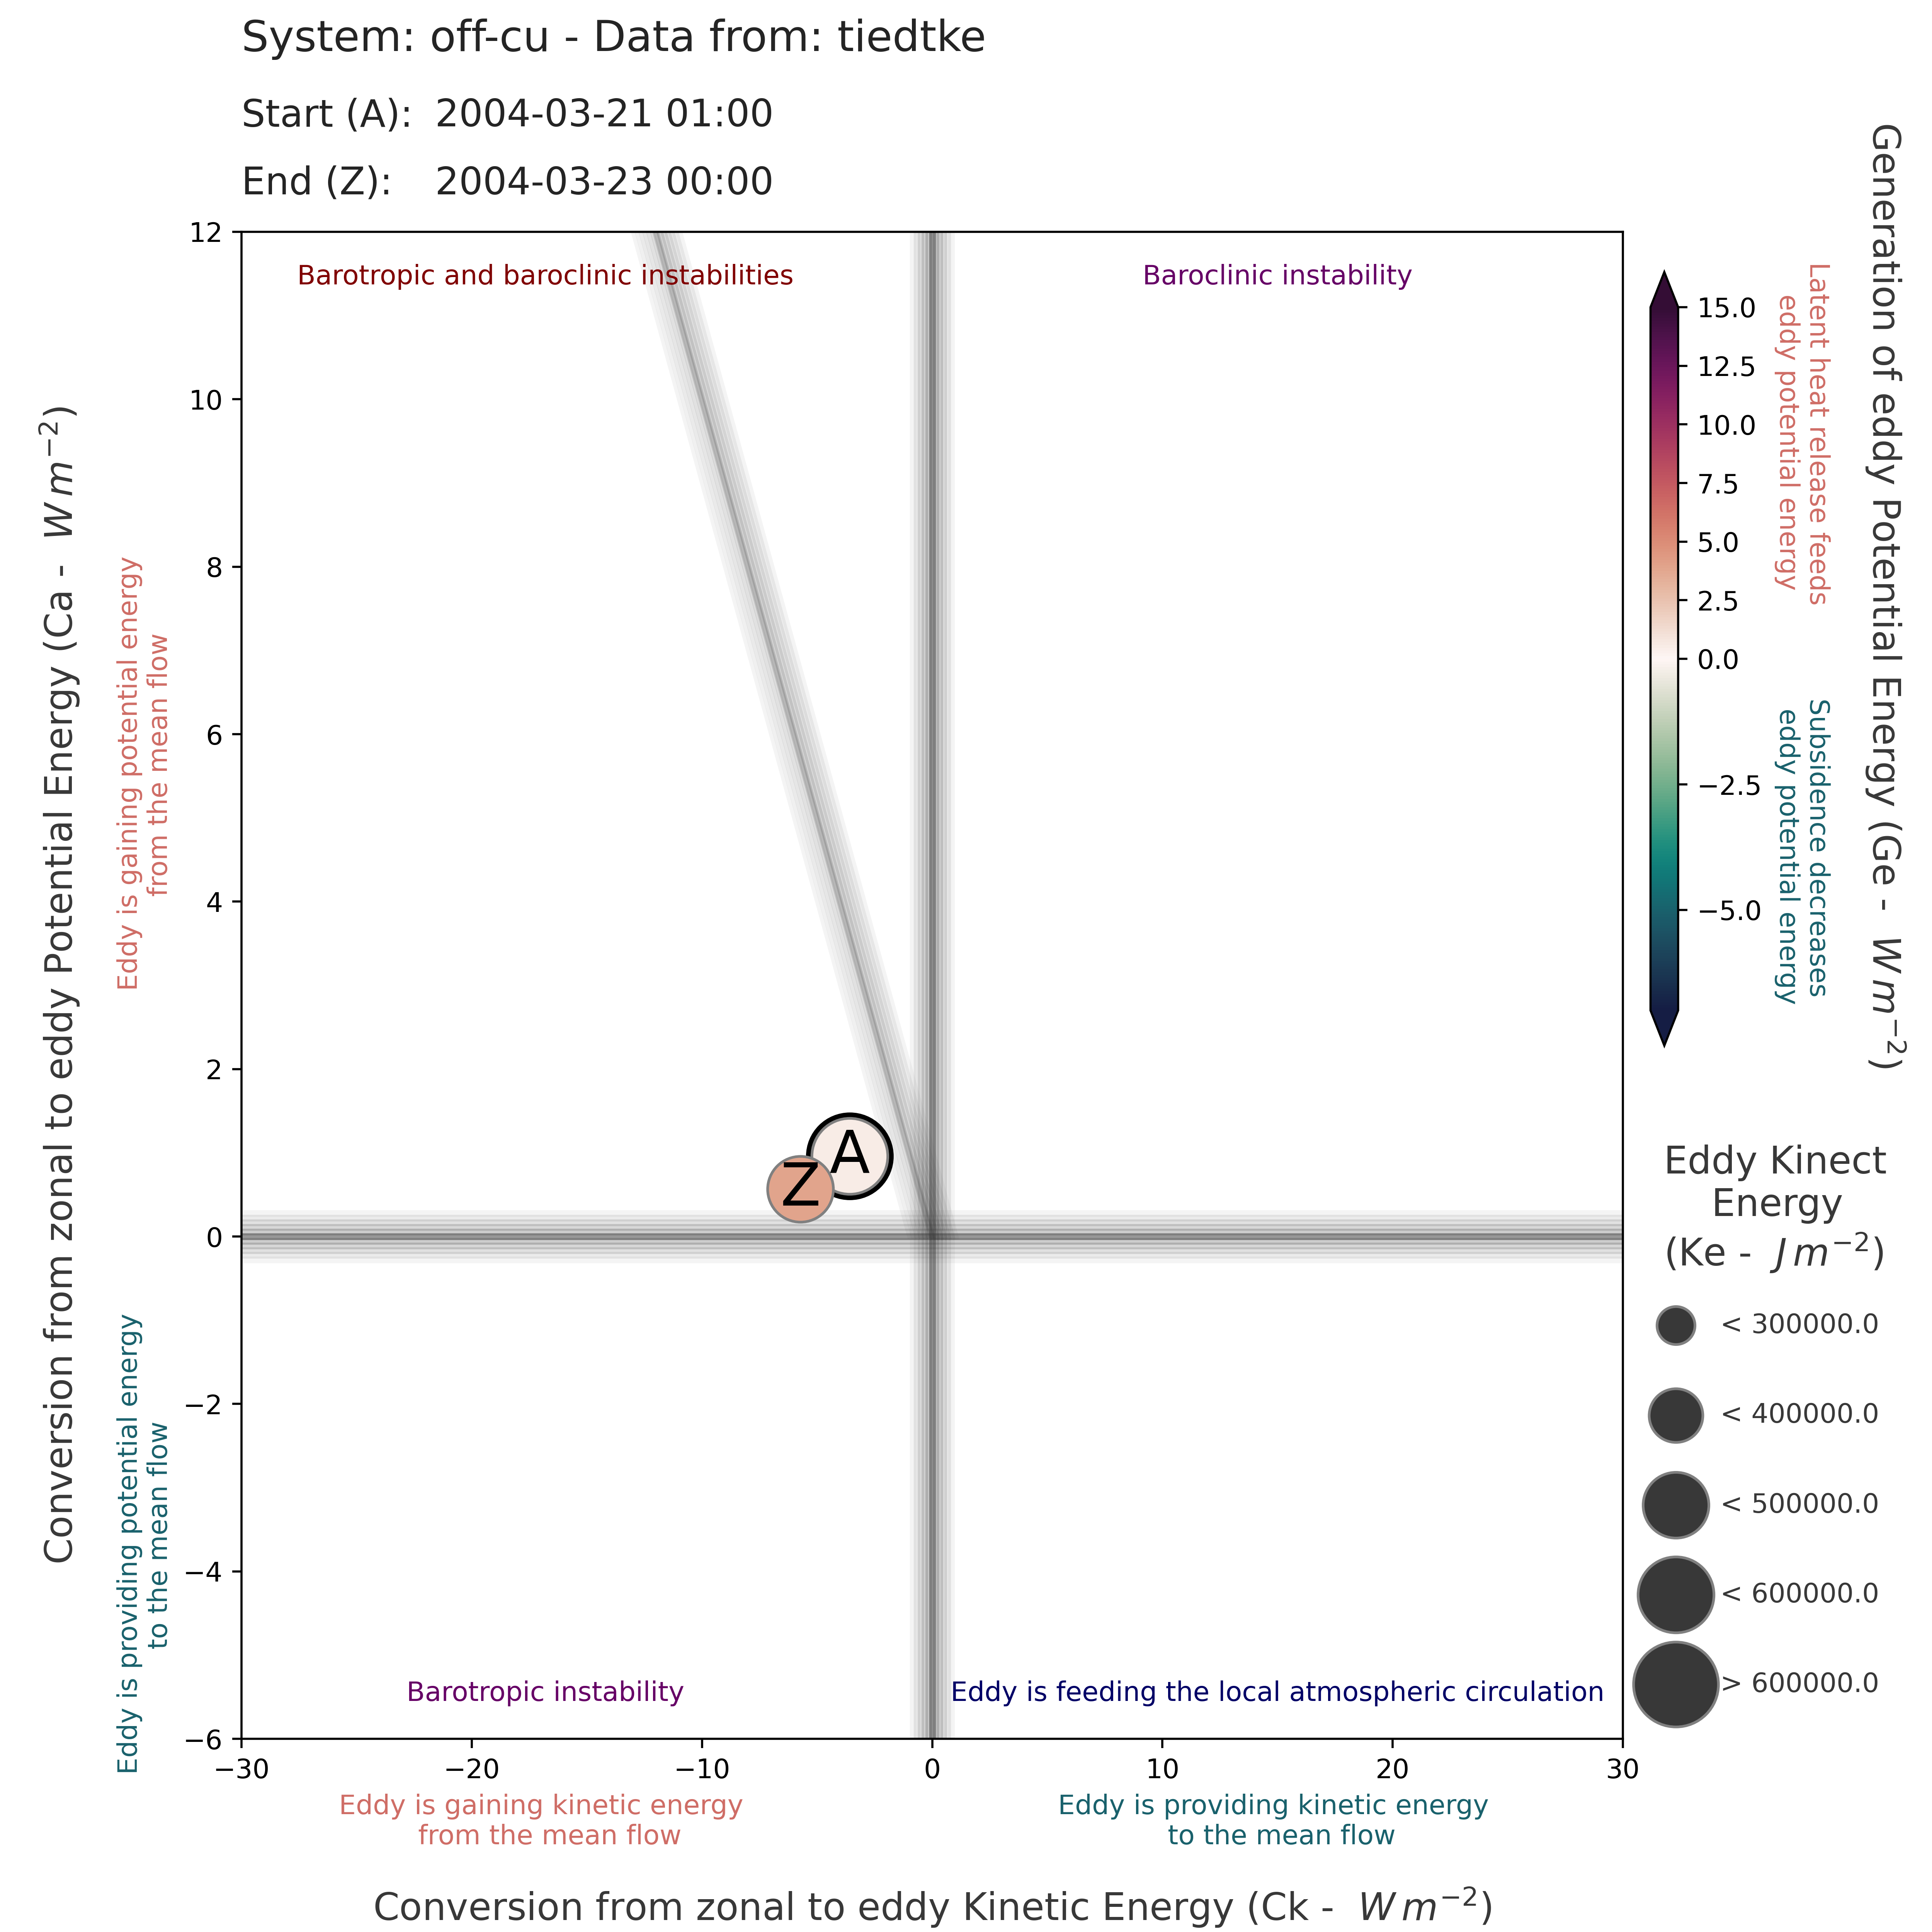 System: off-cu - Data from: tiedtke
Start (A): 2004-03-21 01:00
End (Z): 2004-03-23 00:00
Conversion from zonal to eddy Potential Energy (Ca - W m⁻²)
Eddy is gaining potential energy
from the mean flow
Eddy is providing potential energy
to the mean flow
12
10
8
6
4
2
0
−2
−4
−6
Barotropic and baroclinic instabilities
Baroclinic instability
A
Z
Barotropic instability
Eddy is feeding the local atmospheric circulation
−30
−20
−10
0
10
20
30
Eddy is gaining kinetic energy
from the mean flow
Eddy is providing kinetic energy
to the mean flow
Conversion from zonal to eddy Kinetic Energy (Ck - W m⁻²)
15.0
12.5
10.0
7.5
5.0
2.5
0.0
−2.5
−5.0
Latent heat release feeds
eddy potential energy
Subsidence decreases
eddy potential energy
Generation of eddy Potential Energy (Ge - W m⁻²)
Eddy Kinect
Energy
(Ke - J m⁻²)
< 300000.0
< 400000.0
< 500000.0
< 600000.0
> 600000.0